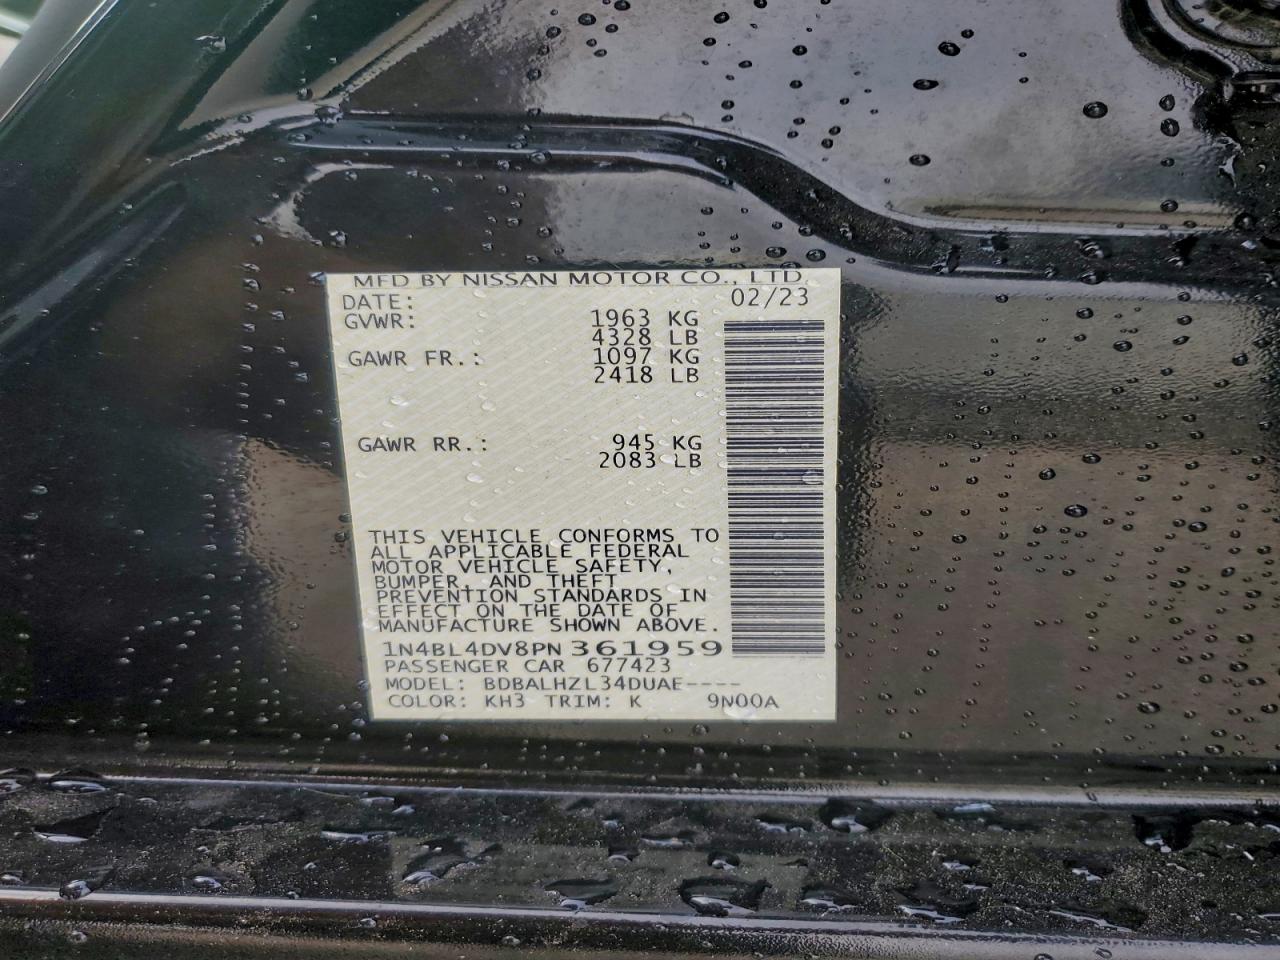 MFD BY NISSAN MOTOR CO., LTD
DATE: 02/23
GVWR: 1963 KG
4328 LB
GAWR FR.: 1097 KG
2418 LB
GAWR RR.: 945 KG
2083 LB
THIS VEHICLE CONFORMS TO
ALL APPLICABLE FEDERAL
MOTOR VEHICLE SAFETY,
BUMPER, AND THEFT
PREVENTION STANDARDS IN
EFFECT ON THE DATE OF
MANUFACTURE SHOWN ABOVE.
1N4BL4DV8PN361959
PASSENGER CAR 677423
MODEL: BDBALHZL34DUAE----
COLOR: KH3 TRIM: K 9N00A